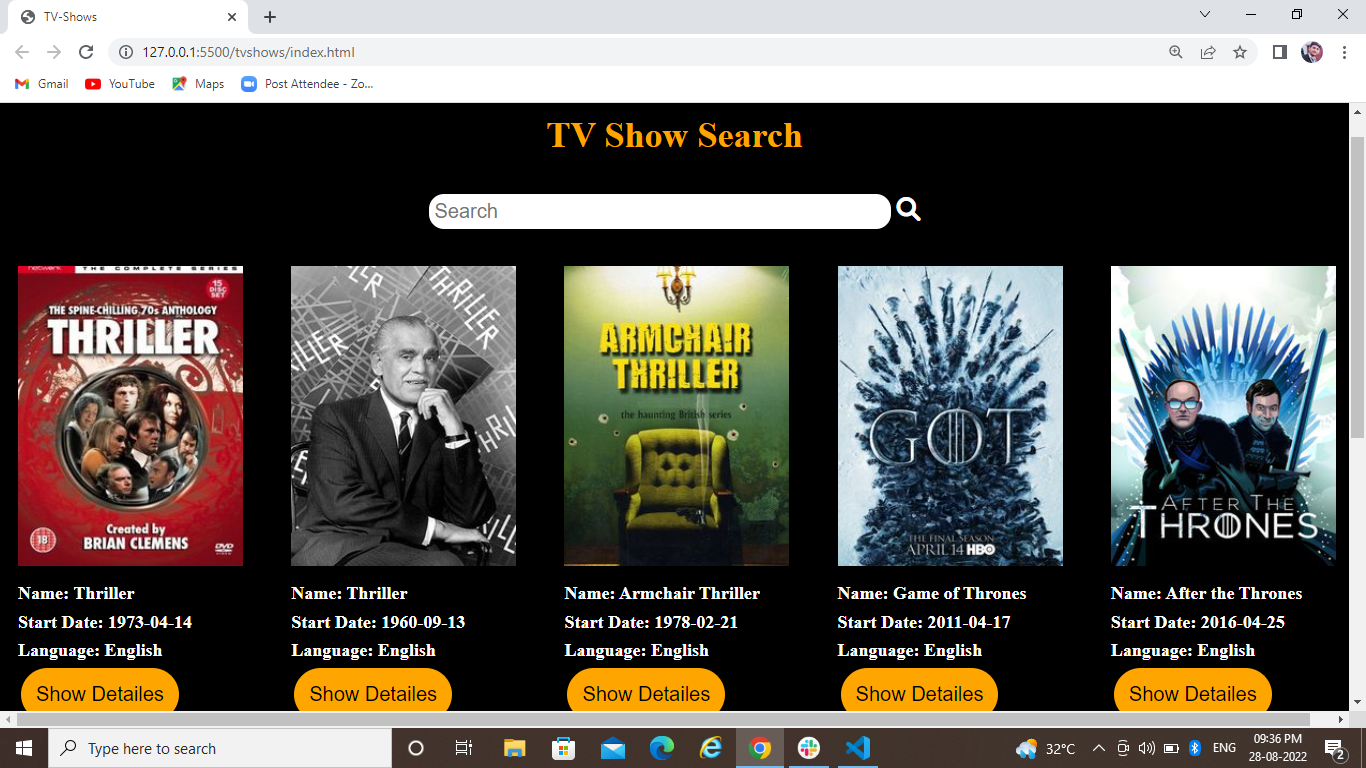 TV-Shows
127.0.0.1:5500/tvshows/index.html
Gmail
YouTube
Maps
Post Attendee - Zo...
TV Show Search
Search
network THE COMPLETE SERIES
15 DISC SET
THE SPINE-CHILLING 70s ANTHOLOGY
THRILLER
Created by
BRIAN CLEMENS
18
DVD
THRILLER
THRILLER
ARMCHAIR
THRILLER
the haunting British series
GOT
THE FINAL SEASON
APRIL 14 HBO
AFTER THE
THRONES
Name: Thriller
Start Date: 1973-04-14
Language: English
Show Detailes
Name: Thriller
Start Date: 1960-09-13
Language: English
Show Detailes
Name: Armchair Thriller
Start Date: 1978-02-21
Language: English
Show Detailes
Name: Game of Thrones
Start Date: 2011-04-17
Language: English
Show Detailes
Name: After the Thrones
Start Date: 2016-04-25
Language: English
Show Detailes
Type here to search
32°C
ENG
09:36 PM
28-08-2022
2